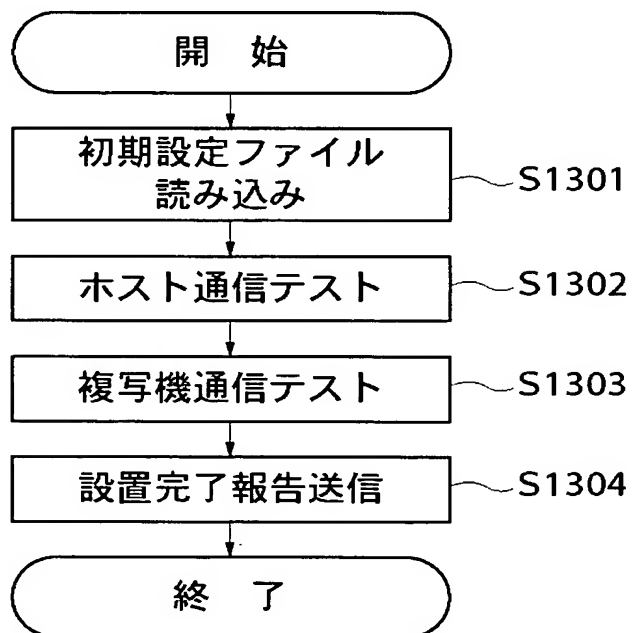 開 始
初期設定ファイル
読み込み
S1301
ホスト通信テスト
S1302
複写機通信テスト
S1303
設置完了報告送信
S1304
終 了